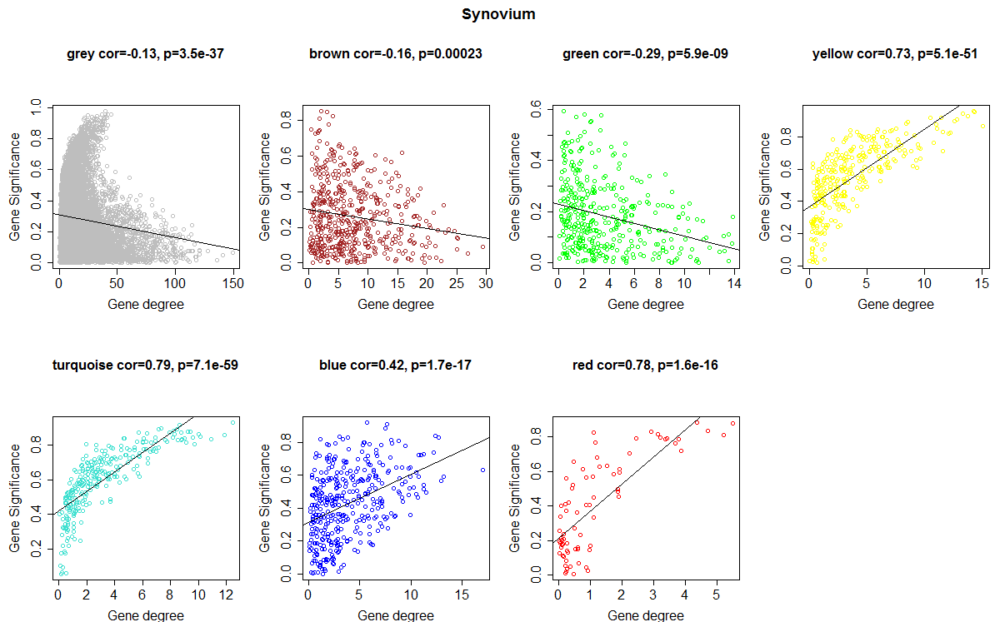 Synovium
grey cor=-0.13, p=3.5e-37
brown cor=-0.16, p=0.00023
green cor=-0.29, p=5.9e-09
yellow cor=0.73, p=5.1e-51
Gene Significance
0.0 0.2 0.4 0.6 0.8 1.0
0 50 100 150
Gene degree
Gene Significance
0.0 0.2 0.4 0.6 0.8
0 5 10 15 20 25 30
Gene degree
Gene Significance
0.0 0.2 0.4 0.6
0 2 4 6 8 10 14
Gene degree
Gene Significance
0.0 0.2 0.4 0.6 0.8
0 5 10 15
Gene degree
turquoise cor=0.79, p=7.1e-59
blue cor=0.42, p=1.7e-17
red cor=0.78, p=1.6e-16
Gene Significance
0.2 0.4 0.6 0.8
0 2 4 6 8 10 12
Gene degree
Gene Significance
0.0 0.2 0.4 0.6 0.8
0 5 10 15
Gene degree
Gene Significance
0.0 0.2 0.4 0.6 0.8
0 1 2 3 4 5
Gene degree